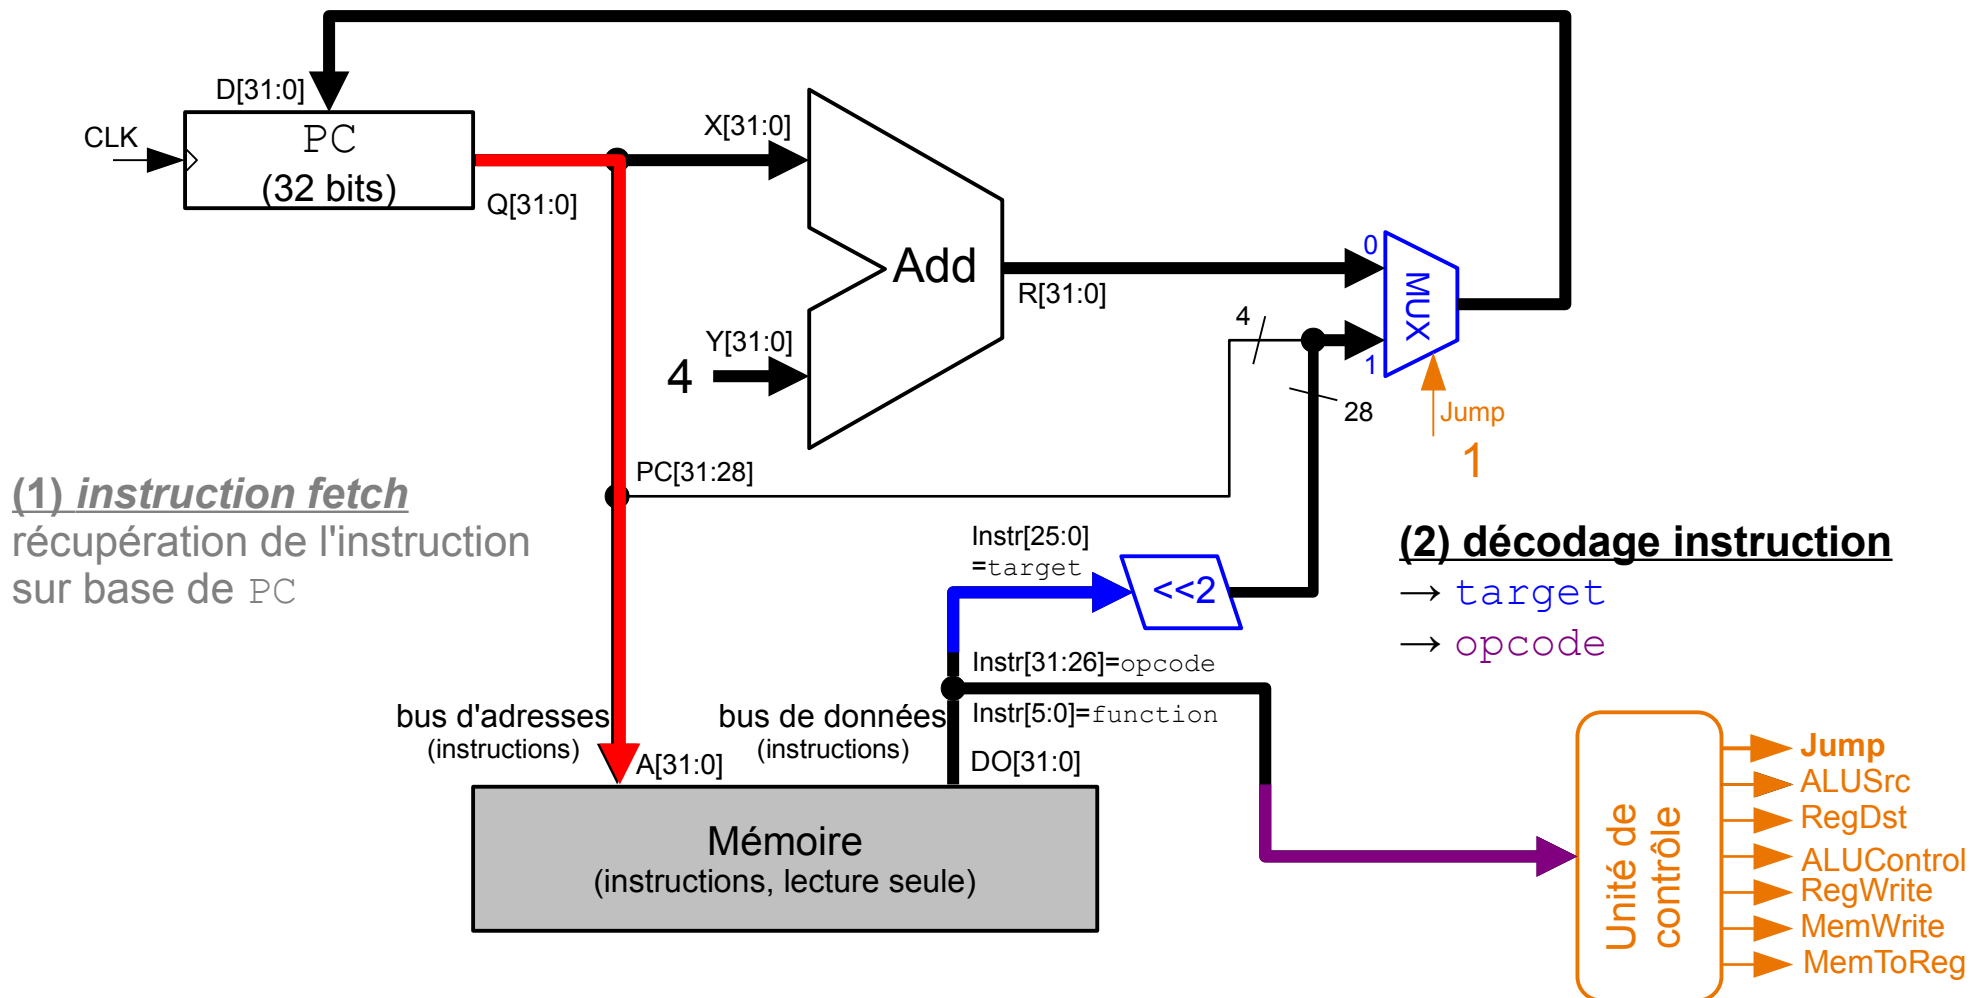 D[31:0]
CLK
PC
(32 bits)
Q[31:0]
X[31:0]
Add
Y[31:0]
4
R[31:0]
0
MUX
1
4
28
Jump
1
PC[31:28]
(1) instruction fetch
récupération de l'instruction
sur base de PC
Instr[25:0]
=target
<<2
(2) décodage instruction
→ target
→ opcode
Instr[31:26]=opcode
Instr[5:0]=function
bus d'adresses
(instructions)
bus de données
(instructions)
A[31:0]
DO[31:0]
Mémoire
(instructions, lecture seule)
Unité de
contrôle
Jump
ALUSrc
RegDst
ALUControl
RegWrite
MemWrite
MemToReg